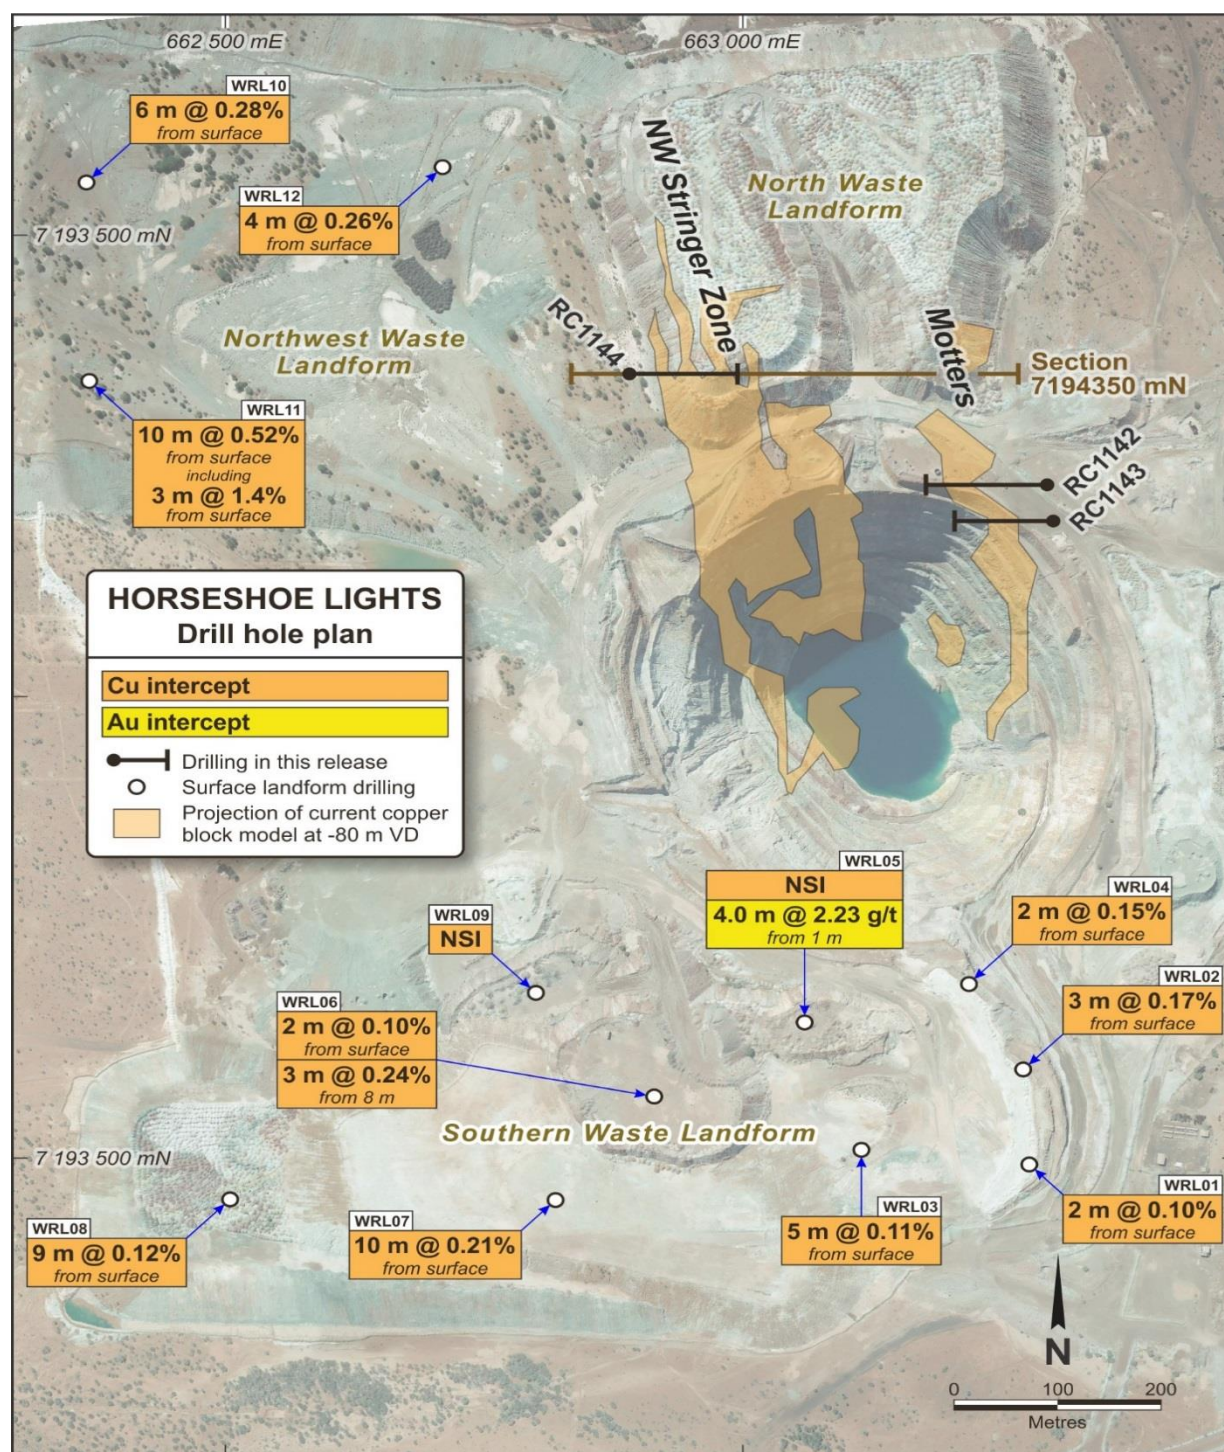 662 500 mE
663 000 mE
WRL10
6 m @ 0.28%
from surface
WRL12
4 m @ 0.26%
from surface
7 193 500 mN
NW Stringer Zone
North Waste
Landform
Northwest Waste
Landform
RC1144
Motters
Section
7194350 mN
WRL11
10 m @ 0.52%
from surface
including
3 m @ 1.4%
from surface
RC1142
RC1143
HORSESHOE LIGHTS
Drill hole plan
Cu intercept
Au intercept
Drilling in this release
Surface landform drilling
Projection of current copper
block model at -80 m VD
WRL05
NSI
4.0 m @ 2.23 g/t
from 1 m
WRL04
2 m @ 0.15%
from surface
WRL09
NSI
WRL02
3 m @ 0.17%
from surface
WRL06
2 m @ 0.10%
from surface
3 m @ 0.24%
from 8 m
Southern Waste Landform
7 193 500 mN
WRL08
9 m @ 0.12%
from surface
WRL07
10 m @ 0.21%
from surface
WRL03
5 m @ 0.11%
from surface
WRL01
2 m @ 0.10%
from surface
N
0 100 200
Metres